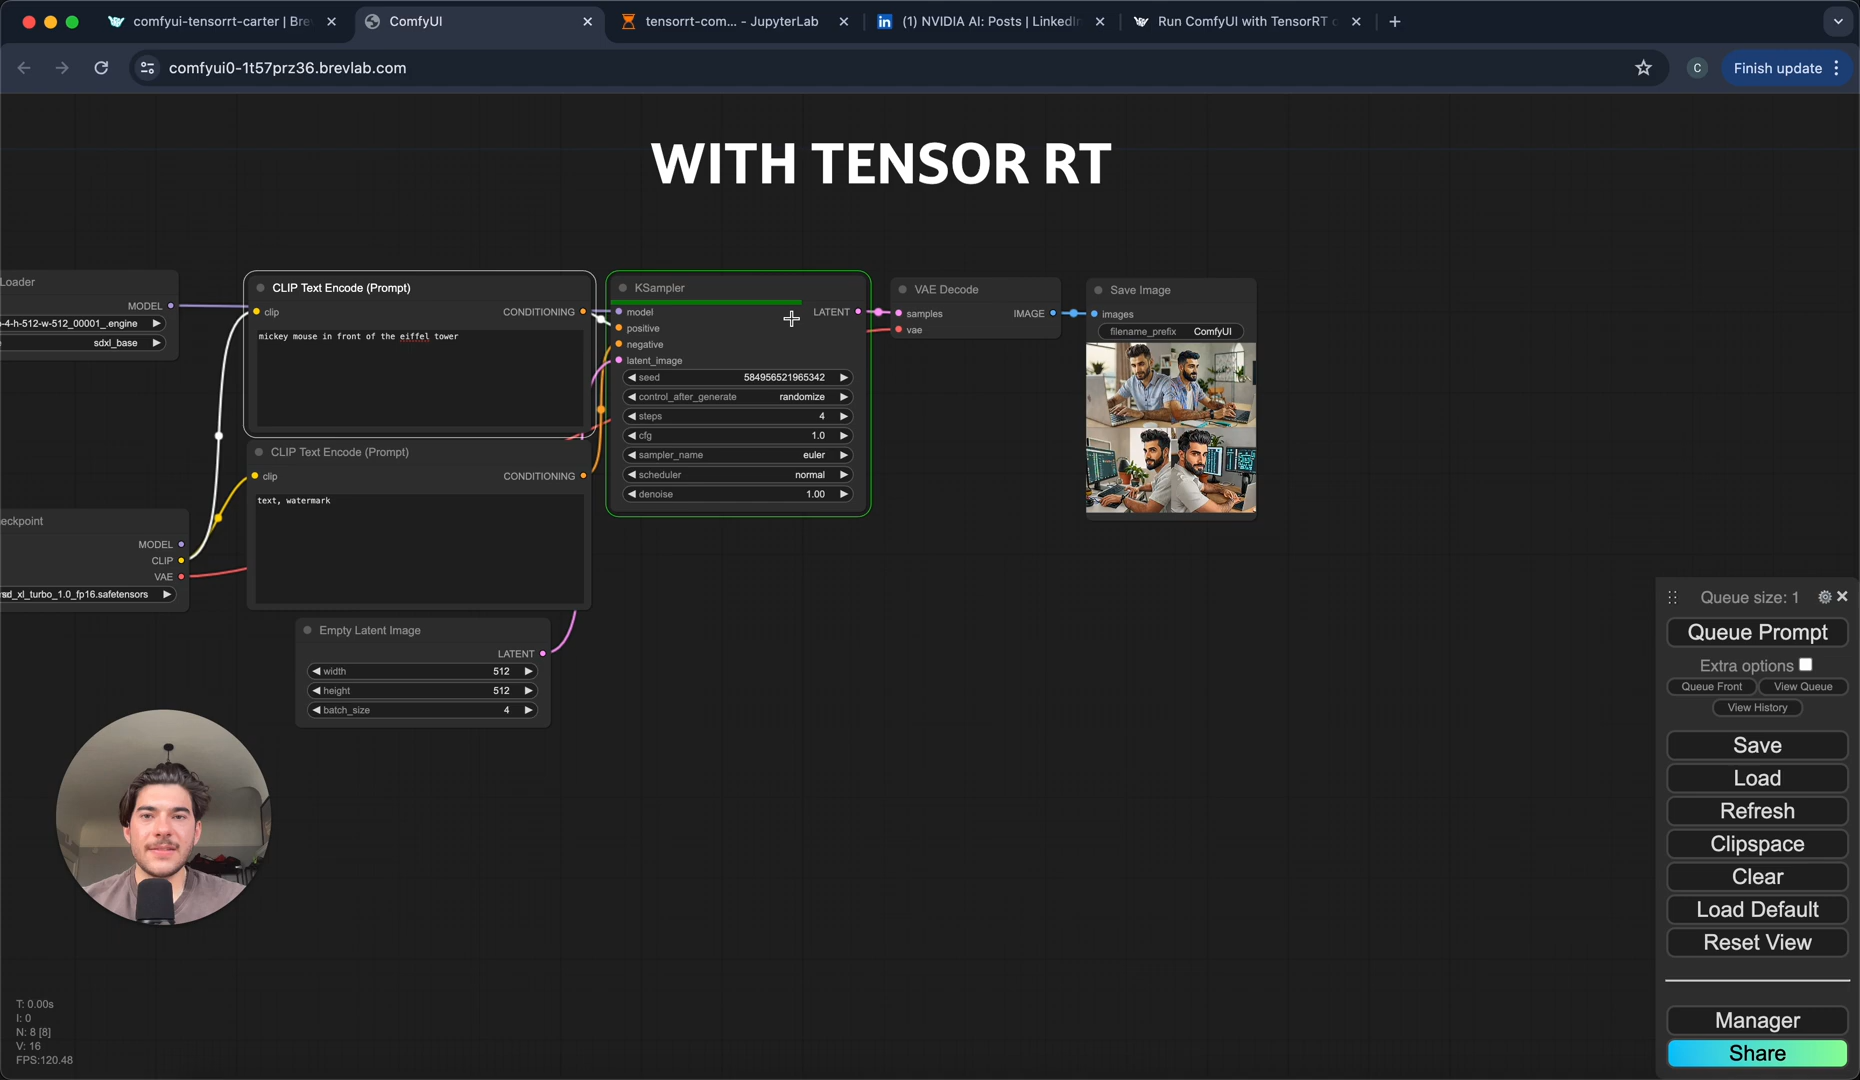 comfyui-tensorrt-carter | Bre
ComfyUI
tensorrt-com... - JupyterLab
(1) NVIDIA AI: Posts | LinkedIn
Run ComfyUI with TensorRT
comfyui0-1t57prz36.brevlab.com
C
Finish update
WITH TENSOR RT
Loader
MODEL
-4-h-512-w-512_00001_.engine
sdxl_base
CLIP Text Encode (Prompt)
clip
CONDITIONING
mickey mouse in front of the eiffel tower
KSampler
model
LATENT
positive
negative
latent_image
seed 584956521965342
control_after_generate randomize
steps 4
cfg 1.0
sampler_name euler
scheduler normal
denoise 1.00
VAE Decode
samples
IMAGE
vae
Save Image
images
filename_prefix ComfyUI
CLIP Text Encode (Prompt)
clip
CONDITIONING
text, watermark
eckpoint
MODEL
CLIP
VAE
sd_xl_turbo_1.0_fp16.safetensors
Empty Latent Image
LATENT
width 512
height 512
batch_size 4
Queue size: 1
Queue Prompt
Extra options
Queue Front
View Queue
View History
Save
Load
Refresh
Clipspace
Clear
Load Default
Reset View
Manager
Share
T: 0.00s
I: 0
N: 8 [8]
V: 16
FPS:120.48